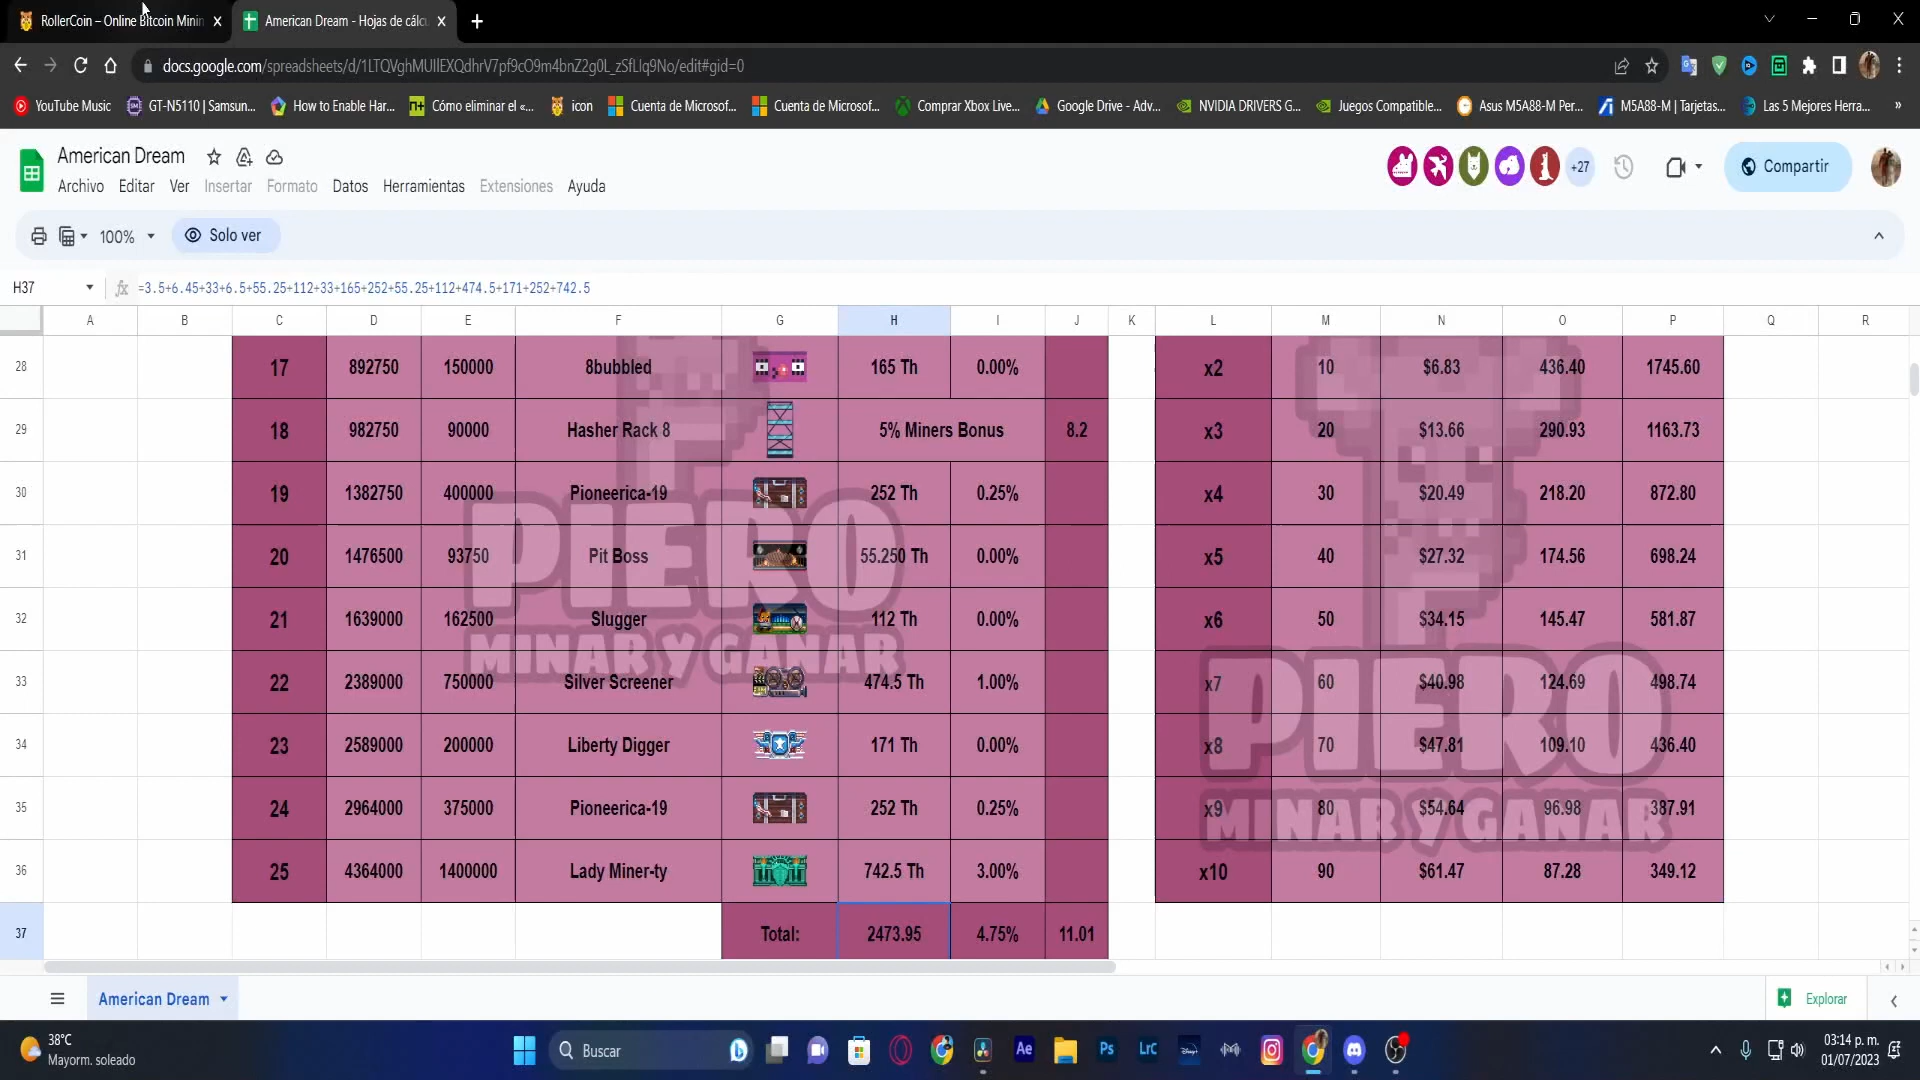 RollerCoin – Online Bitcoin Minin
American Dream - Hojas de cálc
docs.google.com/spreadsheets/d/1LTQVghMUIlEXQdhrV7pf9cO9m4bnZ2g0L_zSfLIq9No/edit#gid=0
YouTube Music
GT-N5110 | Samsun...
How to Enable Har...
Cómo eliminar el «...
icon
Cuenta de Microsof...
Cuenta de Microsof...
Comprar Xbox Live...
Google Drive - Adv...
NVIDIA DRIVERS G...
Juegos Compatible...
Asus M5A88-M Per...
M5A88-M | Tarjetas...
Las 5 Mejores Herra...
»
American Dream
Archivo Editar Ver Insertar Formato Datos Herramientas Extensiones Ayuda
+27
Compartir
100%
Solo ver
H37
fx
=3.5+6.45+33+6.5+55.25+112+33+165+252+55.25+112+474.5+171+252+742.5
A B C D E F G H I J K L M N O P Q R
28 17 892750 150000 8bubbled 165 Th 0.00% x2 10 $6.83 436.40 1745.60
29 18 982750 90000 Hasher Rack 8 5% Miners Bonus 8.2 x3 20 $13.66 290.93 1163.73
30 19 1382750 400000 Pioneerica-19 252 Th 0.25% x4 30 $20.49 218.20 872.80
31 20 1476500 93750 Pit Boss 55.250 Th 0.00% x5 40 $27.32 174.56 698.24
32 21 1639000 162500 Slugger 112 Th 0.00% x6 50 $34.15 145.47 581.87
33 22 2389000 750000 Silver Screener 474.5 Th 1.00% x7 60 $40.98 124.69 498.74
34 23 2589000 200000 Liberty Digger 171 Th 0.00% x8 70 $47.81 109.10 436.40
35 24 2964000 375000 Pioneerica-19 252 Th 0.25% x9 80 $54.64 96.98 387.91
36 25 4364000 1400000 Lady Miner-ty 742.5 Th 3.00% x10 90 $61.47 87.28 349.12
37 Total: 2473.95 4.75% 11.01
PIERO
MINAR Y GANAR
PIERO
MINAR Y GANAR
American Dream
Explorar
38°C
Mayorm. soleado
Buscar
Ae
Ps
LrC
Disney+
03:14 p. m.
01/07/2023